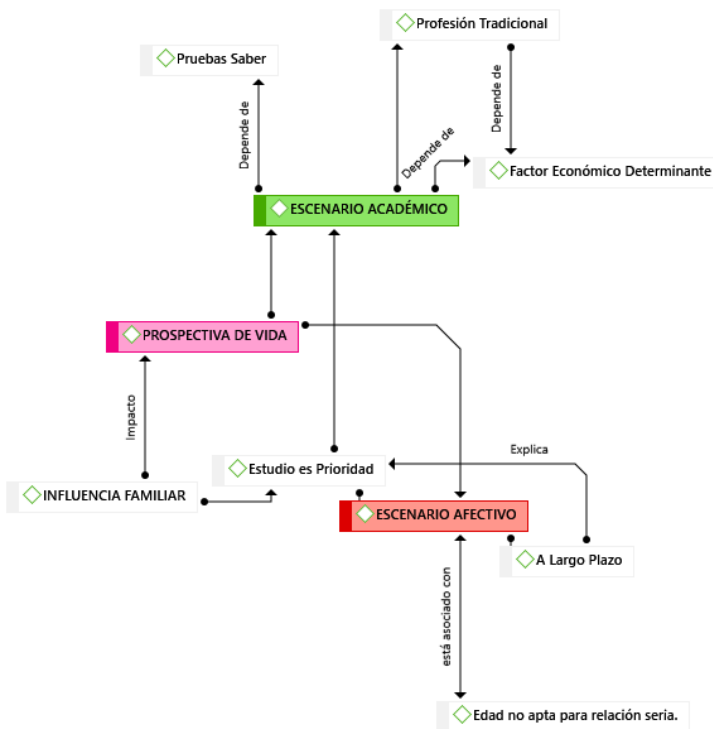 Profesión Tradicional
Pruebas Saber
Depende de
Depende de
Depende de
Factor Económico Determinante
ESCENARIO ACADÉMICO
PROSPECTIVA DE VIDA
Impacto
Explica
Estudio es Prioridad
INFLUENCIA FAMILIAR
ESCENARIO AFECTIVO
A Largo Plazo
está asociado con
Edad no apta para relación seria.